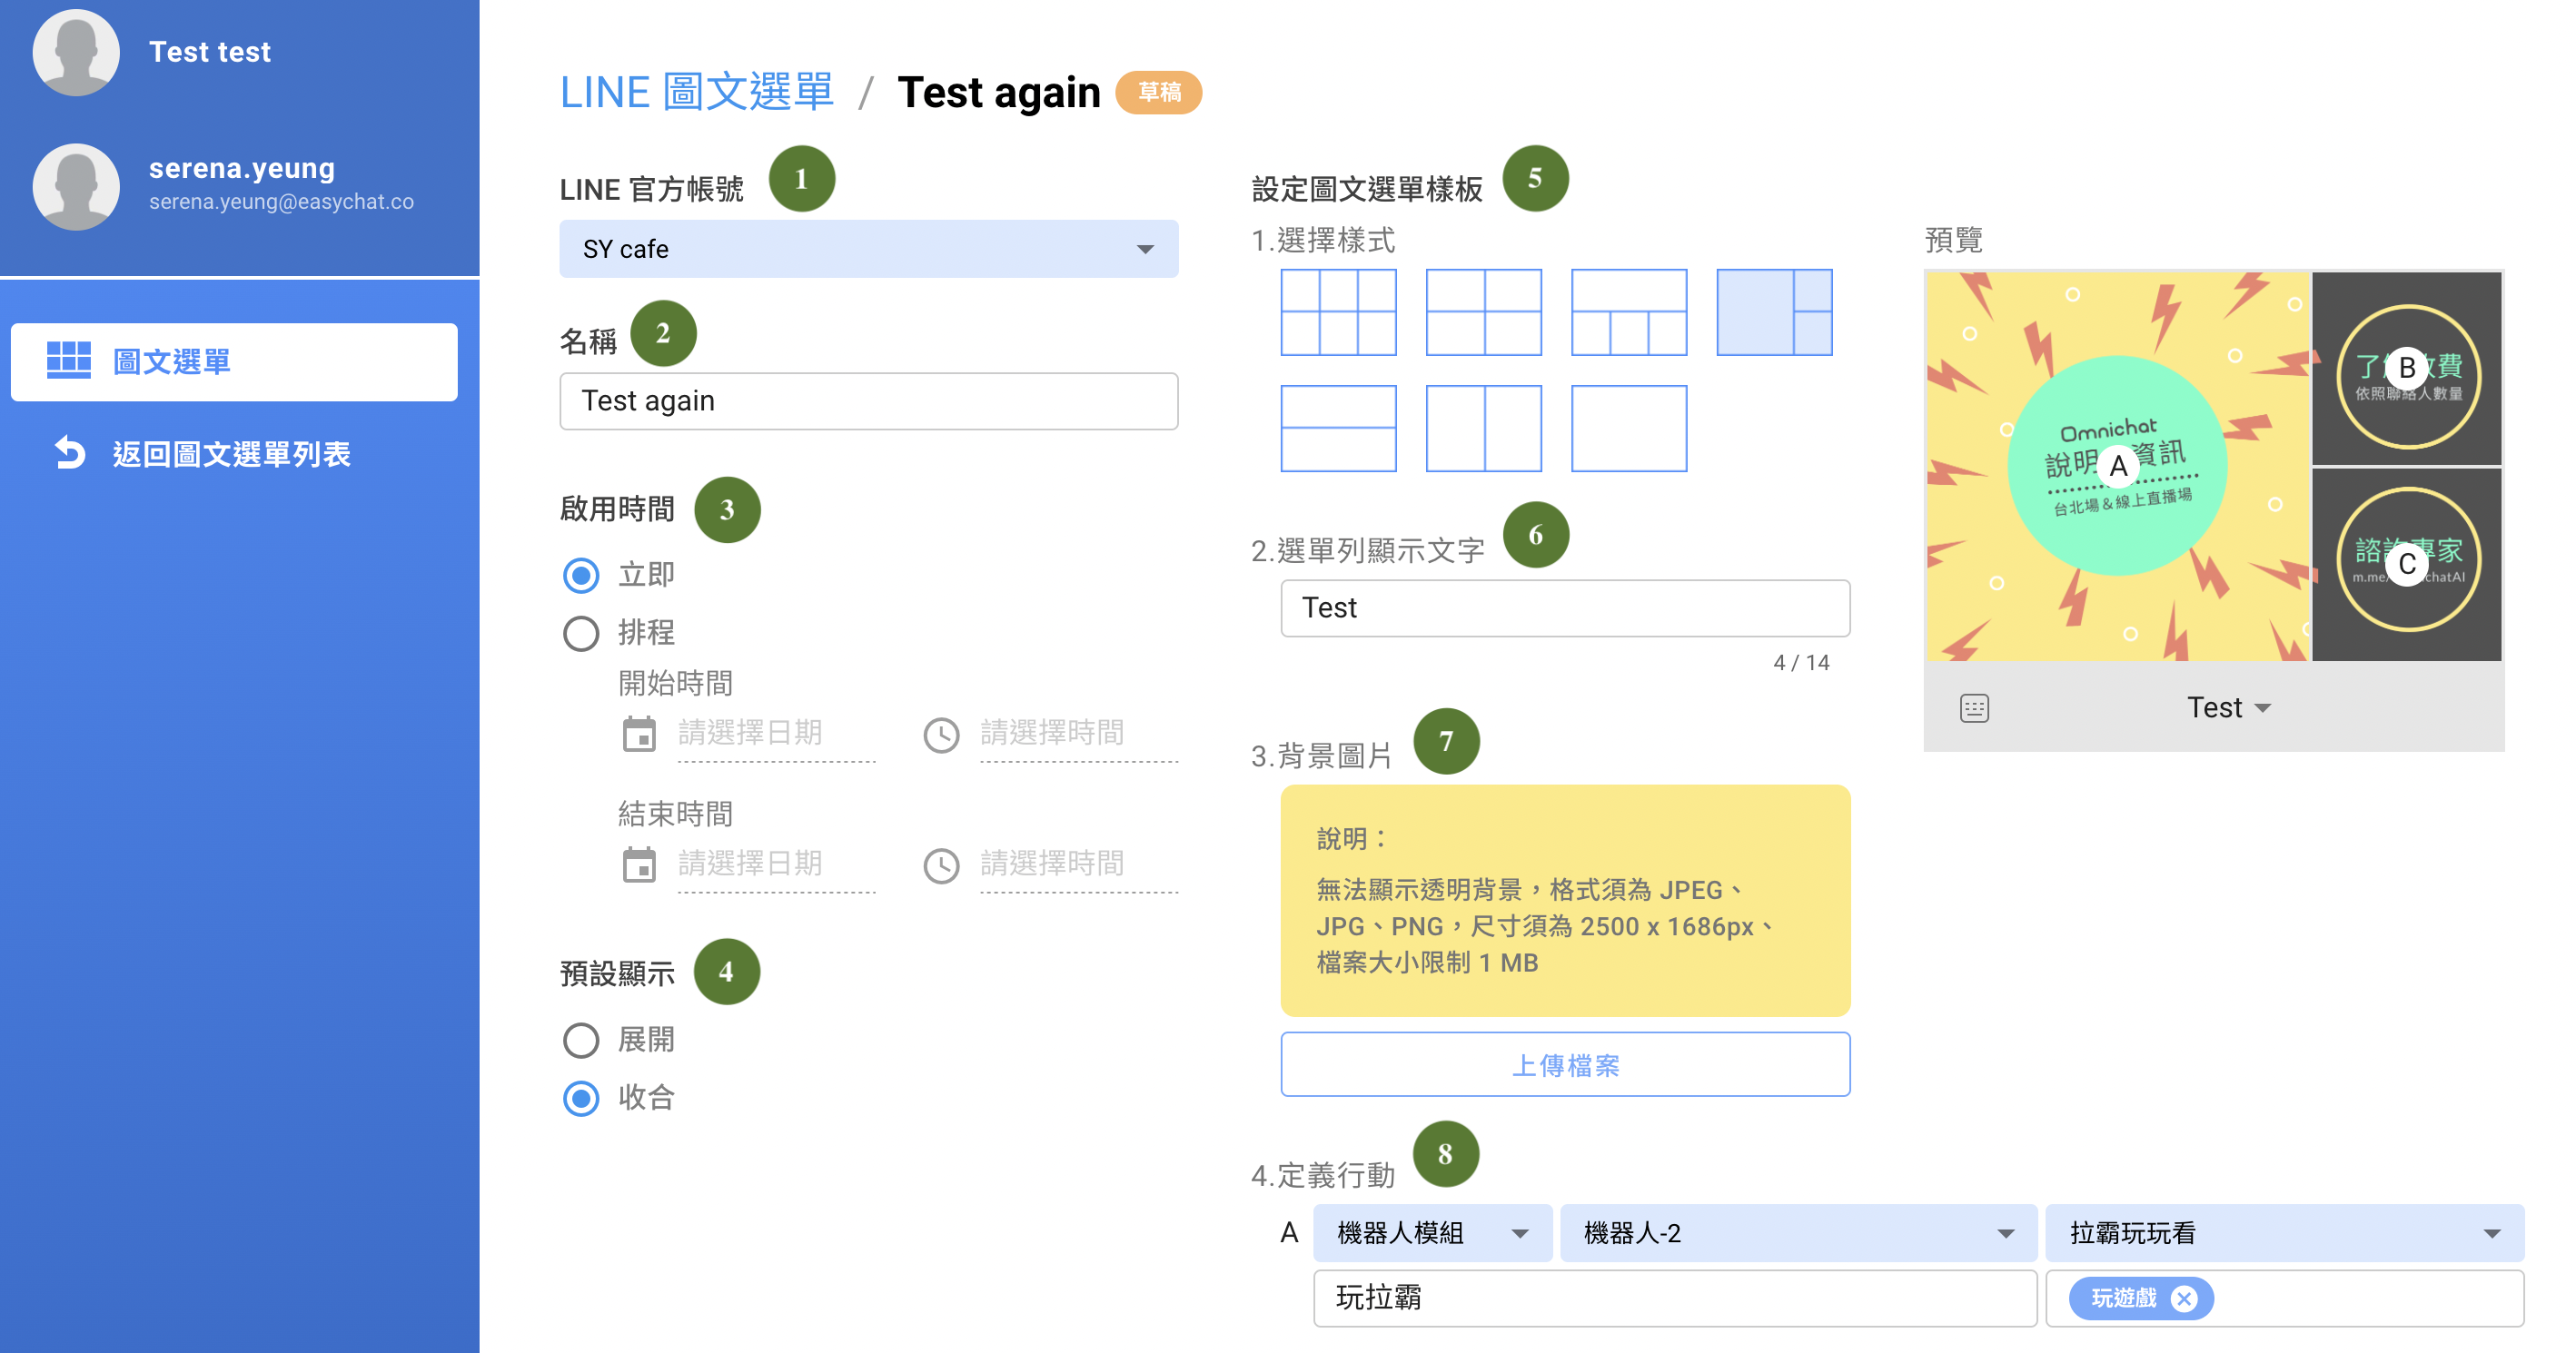 Test test
serena.yeung
serena.yeung@easychat.co
圖文選單
返回圖文選單列表
LINE 圖文選單 / Test again 草稿
LINE 官方帳號 1
SY cafe
名稱 2
Test again
啟用時間 3
立即
排程
開始時間
請選擇日期 請選擇時間
結束時間
請選擇日期 請選擇時間
預設顯示 4
展開
收合
設定圖文選單樣板 5
1.選擇樣式
2.選單列顯示文字 6
Test
4 / 14
3.背景圖片 7
說明：
無法顯示透明背景，格式須為 JPEG、
JPG、PNG，尺寸須為 2500 x 1686px、
檔案大小限制 1 MB
上傳檔案
4.定義行動 8
A 機器人模組 機器人-2 拉霸玩玩看
玩拉霸 玩遊戲
預覽
Omnichat
說明 A 資訊
台北場＆線上直播場
B
依照聯絡人數量
C
Test